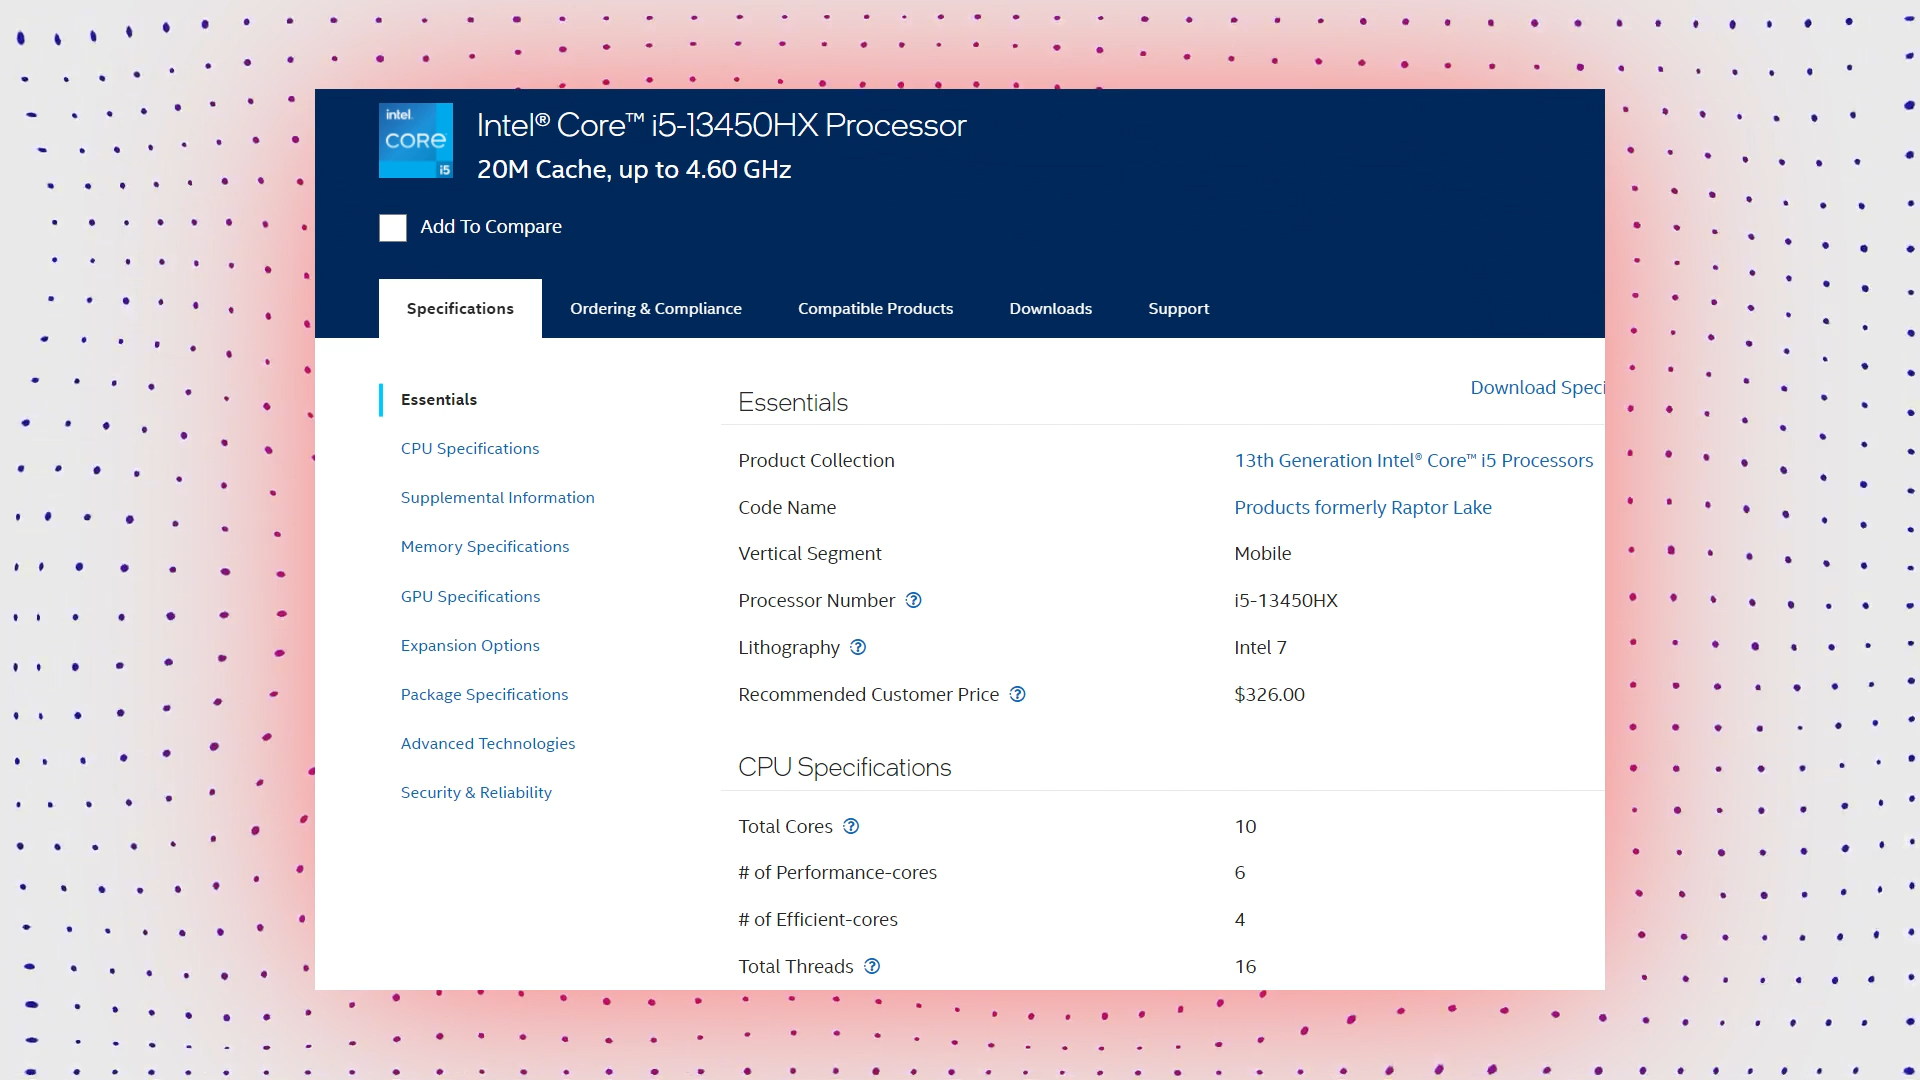 intel
CORE
i5
Intel® Core™ i5-13450HX Processor
20M Cache, up to 4.60 GHz
Add To Compare
Specifications Ordering & Compliance Compatible Products Downloads Support
Essentials
CPU Specifications
Supplemental Information
Memory Specifications
GPU Specifications
Expansion Options
Package Specifications
Advanced Technologies
Security & Reliability
Download Speci
Essentials
Product Collection 13th Generation Intel® Core™ i5 Processors
Code Name Products formerly Raptor Lake
Vertical Segment Mobile
Processor Number ? i5-13450HX
Lithography ? Intel 7
Recommended Customer Price ? $326.00
CPU Specifications
Total Cores ? 10
# of Performance-cores 6
# of Efficient-cores 4
Total Threads ? 16